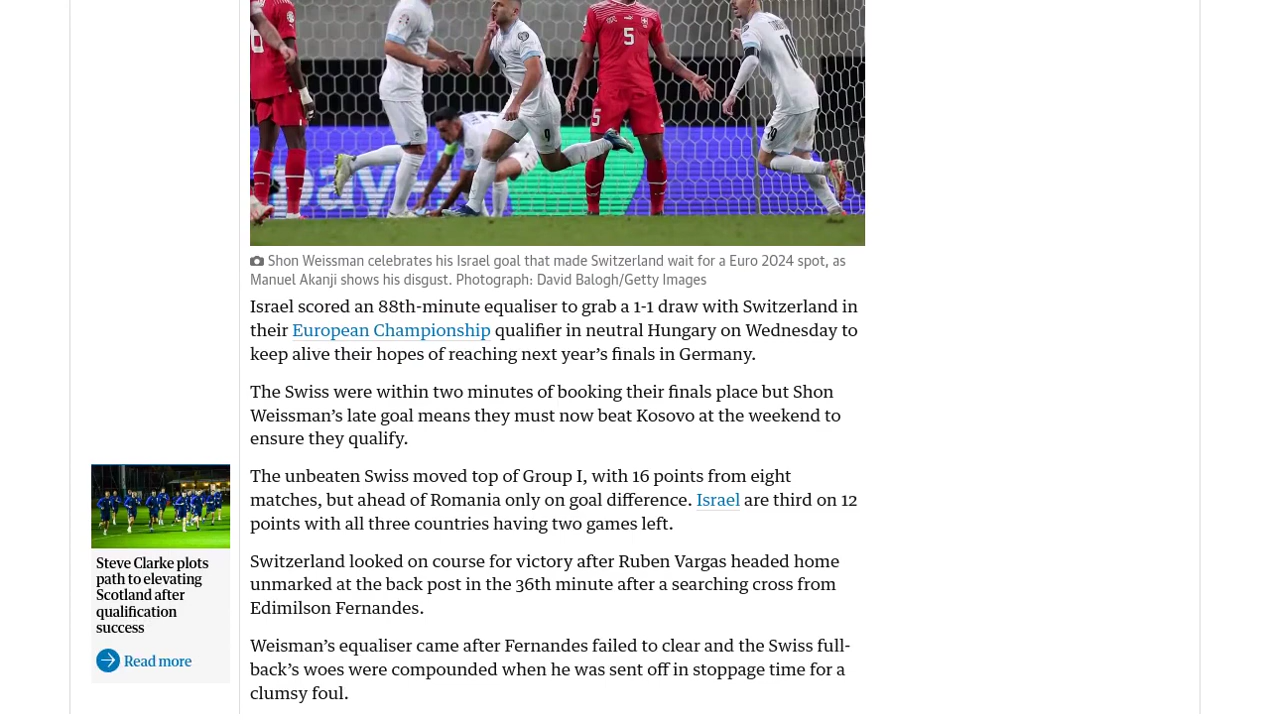 5
10
5
9
19
Shon Weissman celebrates his Israel goal that made Switzerland wait for a Euro 2024 spot, as
Manuel Akanji shows his disgust. Photograph: David Balogh/Getty Images
Israel scored an 88th-minute equaliser to grab a 1-1 draw with Switzerland in
their European Championship qualifier in neutral Hungary on Wednesday to
keep alive their hopes of reaching next year’s finals in Germany.
The Swiss were within two minutes of booking their finals place but Shon
Weissman’s late goal means they must now beat Kosovo at the weekend to
ensure they qualify.
The unbeaten Swiss moved top of Group I, with 16 points from eight
matches, but ahead of Romania only on goal difference. Israel are third on 12
points with all three countries having two games left.
Switzerland looked on course for victory after Ruben Vargas headed home
unmarked at the back post in the 36th minute after a searching cross from
Edimilson Fernandes.
Weisman’s equaliser came after Fernandes failed to clear and the Swiss full-
back’s woes were compounded when he was sent off in stoppage time for a
clumsy foul.
Steve Clarke plots
path to elevating
Scotland after
qualification
success
Read more